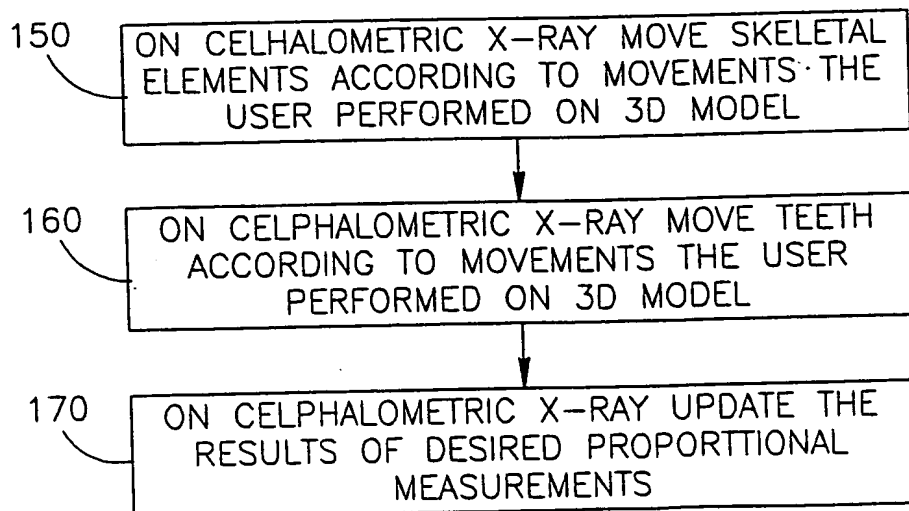 150
ON CELHALOMETRIC X-RAY MOVE SKELETAL
ELEMENTS ACCORDING TO MOVEMENTS THE
USER PERFORMED ON 3D MODEL
160
ON CELPHALOMETRIC X-RAY MOVE TEETH
ACCORDING TO MOVEMENTS THE USER
PERFORMED ON 3D MODEL
170
ON CELPHALOMETRIC X-RAY UPDATE THE
RESULTS OF DESIRED PROPORTTIONAL
MEASUREMENTS